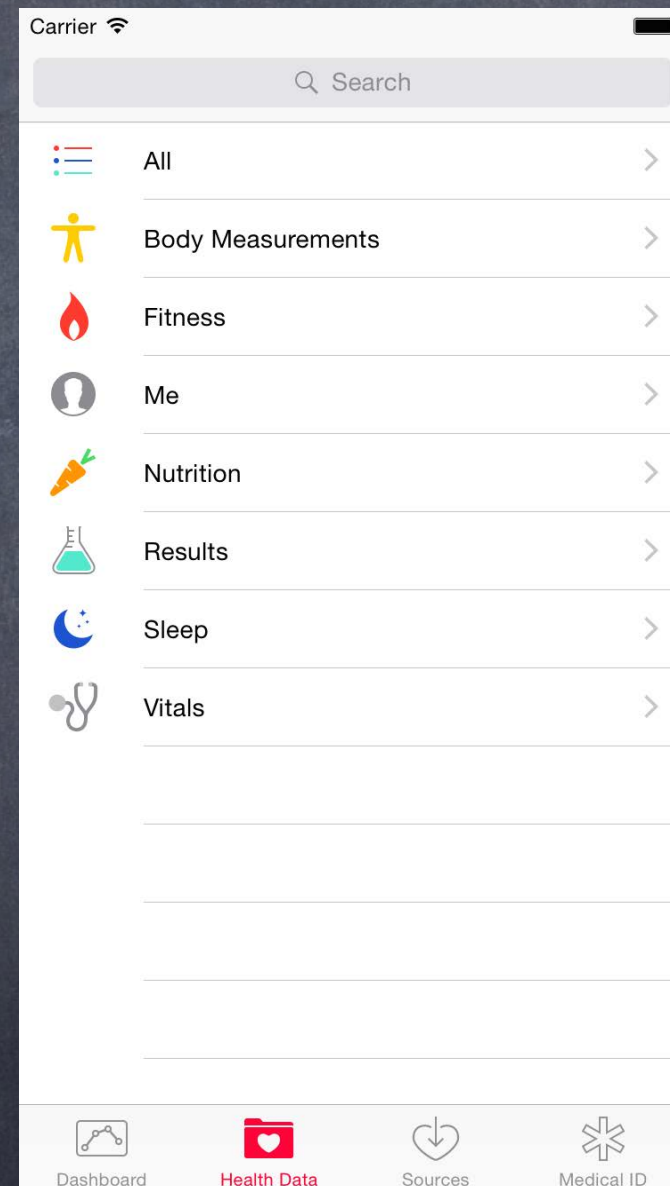 Carrier
Search
All
Body Measurements
Fitness
Me
Nutrition
Results
Sleep
Vitals
Dashboard Health Data Sources Medical ID